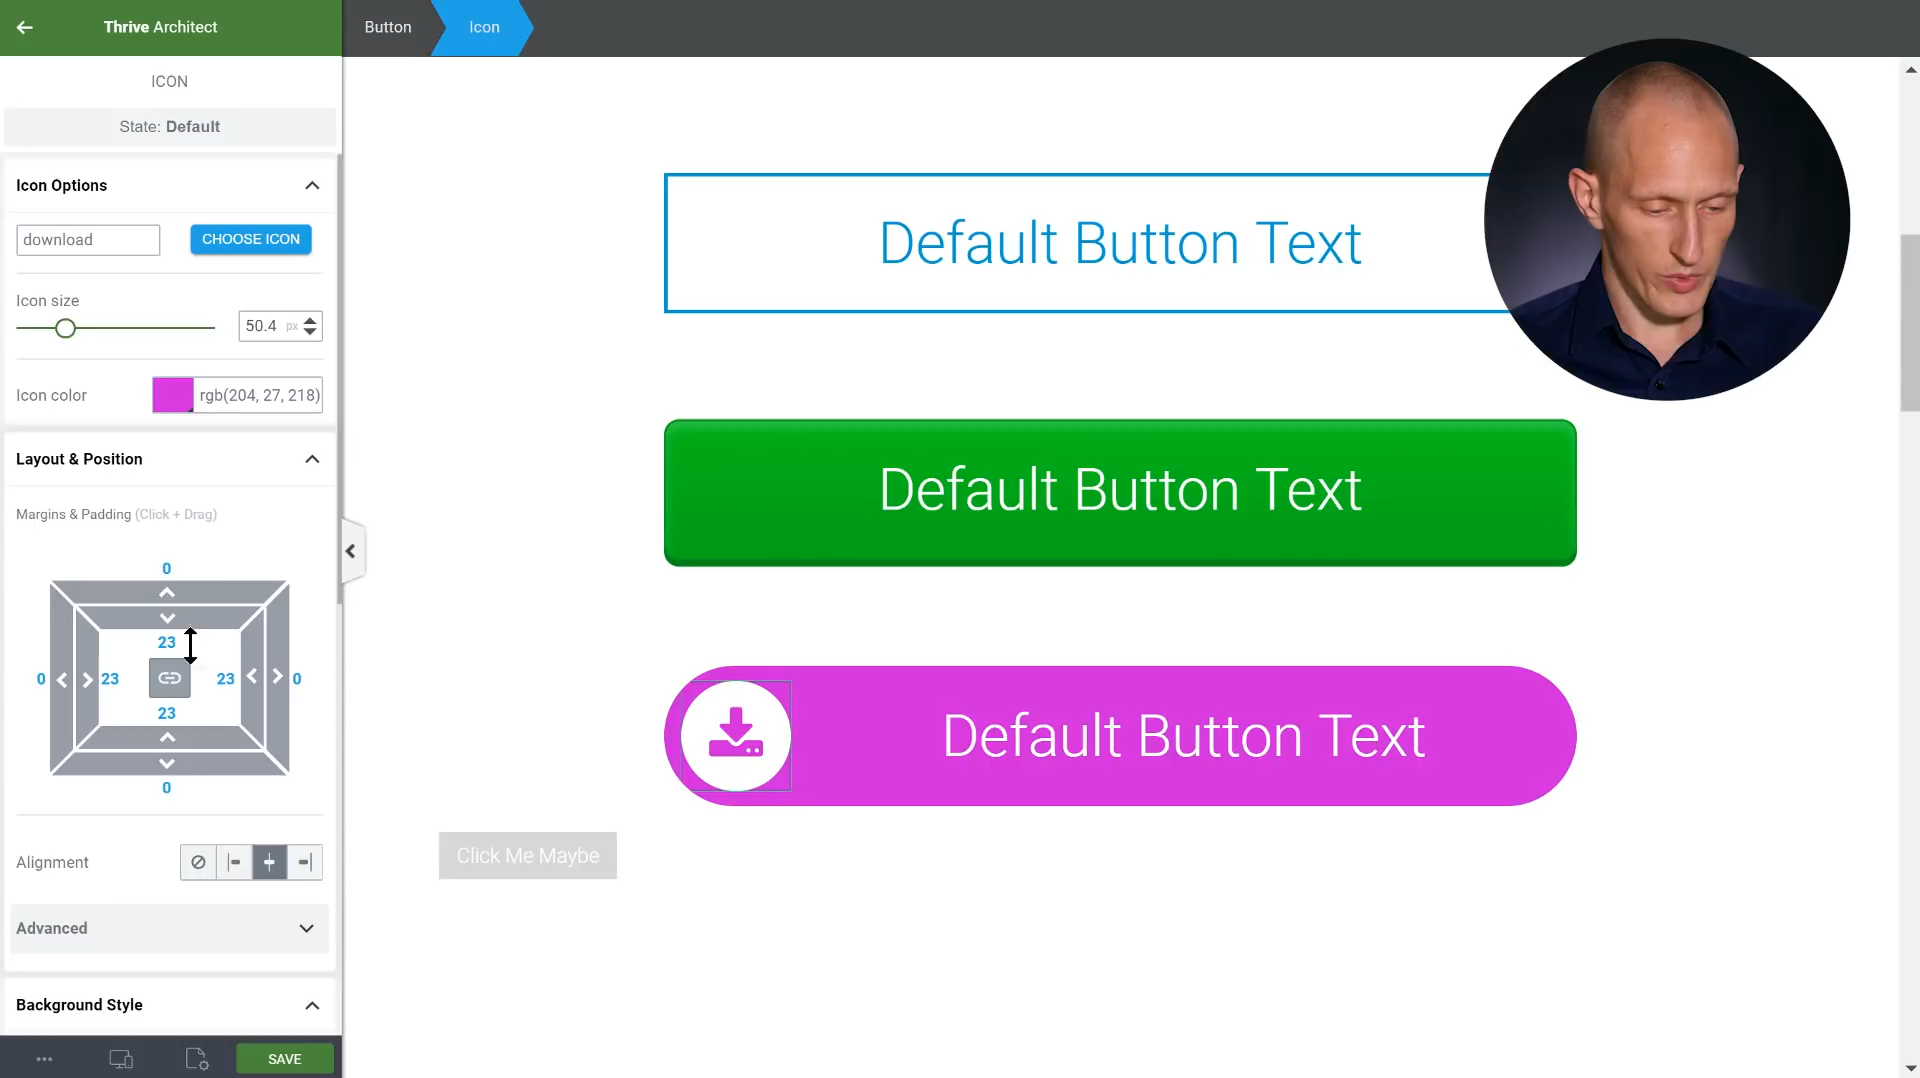 Thrive Architect
Button
Icon
ICON
State: Default
Icon Options
download
CHOOSE ICON
Icon size
50.4 px
Icon color
rgb(204, 27, 218)
Layout & Position
Margins & Padding (Click + Drag)
0
23
0
23
23
0
23
0
Alignment
Advanced
Background Style
SAVE
Default Button Text
Default Button Text
Default Button Text
Click Me Maybe